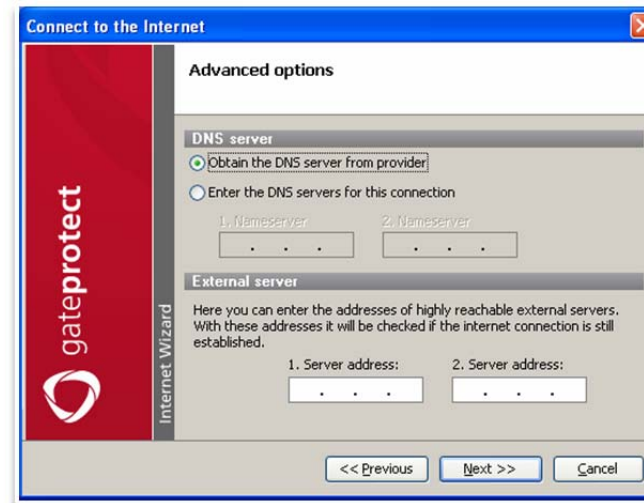 Connect to the Internet
Advanced options
DNS server
Obtain the DNS server from provider
Enter the DNS servers for this connection
1. Nameserver 2. Nameserver
. . . . . .
External server
Here you can enter the addresses of highly reachable external servers.
With these addresses it will be checked if the internet connection is still
established.
1. Server address: 2. Server address:
. . . . . .
gateprotect
Internet Wizard
<< Previous Next >> Cancel